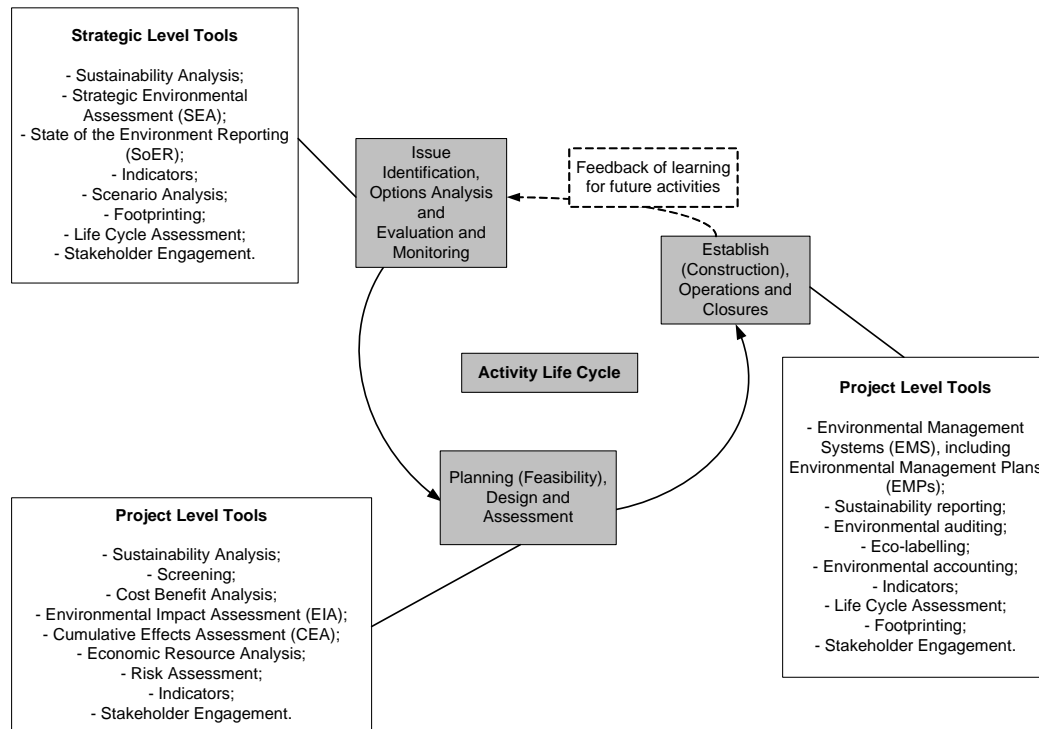 Strategic Level Tools
- Sustainability Analysis;
- Strategic Environmental
Assessment (SEA);
- State of the Environment Reporting
(SoER);
- Indicators;
- Scenario Analysis;
- Footprinting;
- Life Cycle Assessment;
- Stakeholder Engagement.
Issue
Identification,
Options Analysis
and
Evaluation and
Monitoring
Feedback of learning
for future activities
Establish
(Construction),
Operations and
Closures
Activity Life Cycle
Planning (Feasibility),
Design and
Assessment
Project Level Tools
- Environmental Management
Systems (EMS), including
Environmental Management Plans
(EMPs);
- Sustainability reporting;
- Environmental auditing;
- Eco-labelling;
- Environmental accounting;
- Indicators;
- Life Cycle Assessment;
- Footprinting;
- Stakeholder Engagement.
Project Level Tools
- Sustainability Analysis;
- Screening;
- Cost Benefit Analysis;
- Environmental Impact Assessment (EIA);
- Cumulative Effects Assessment (CEA);
- Economic Resource Analysis;
- Risk Assessment;
- Indicators;
- Stakeholder Engagement.